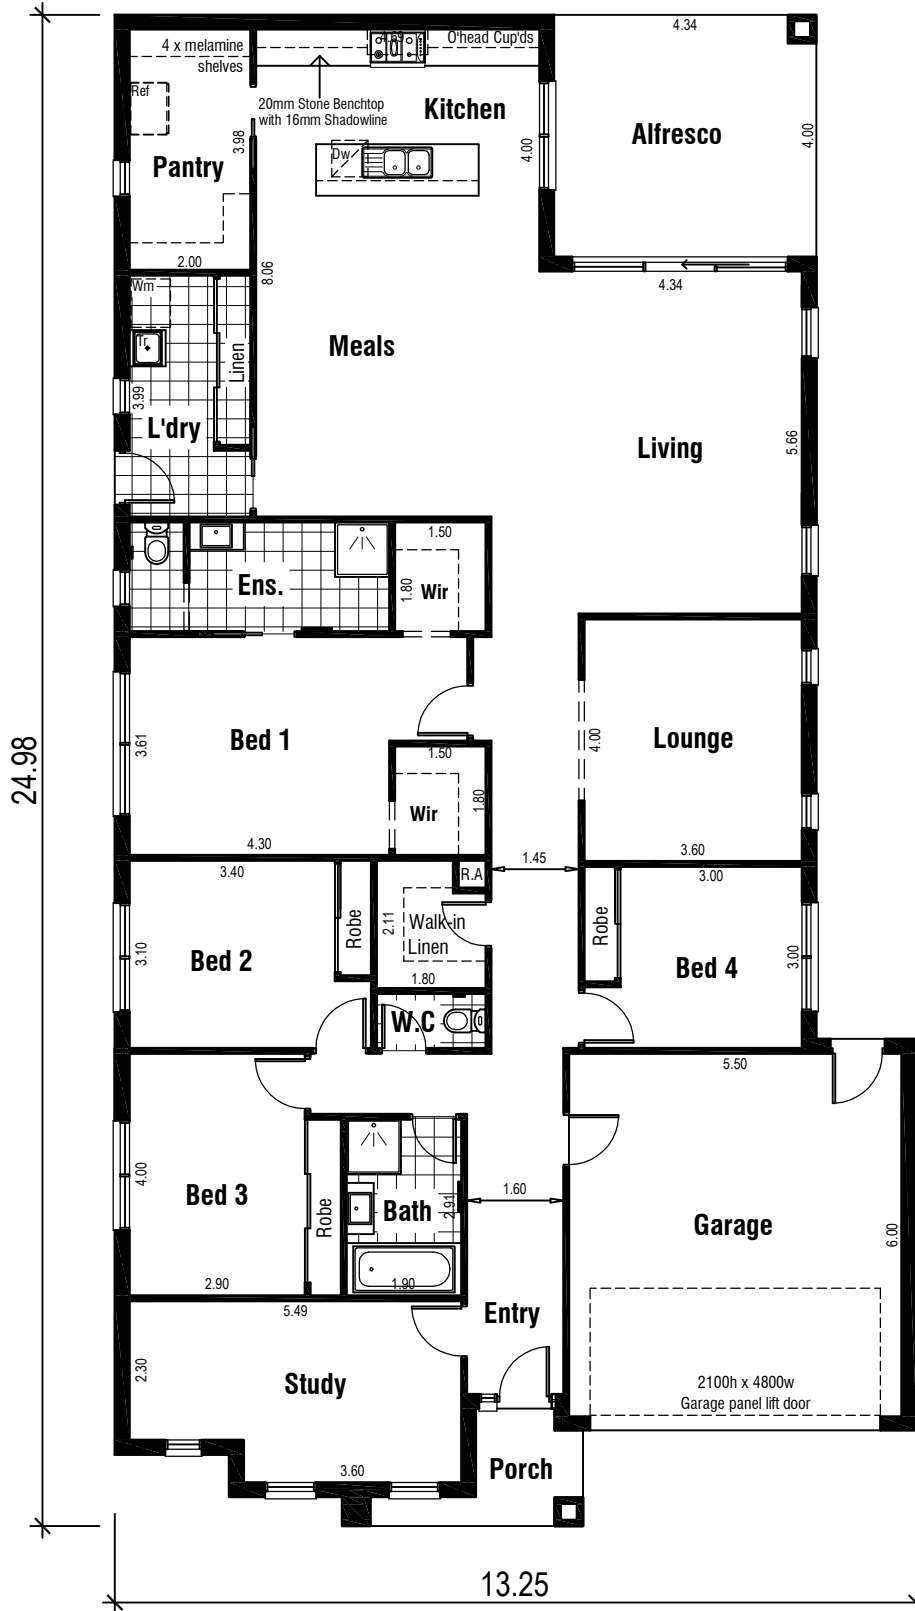 4.34
4 x melamine
shelves
4.69
O'head Cup'ds
Ref
20mm Stone Benchtop
with 16mm Shadowline
Kitchen
Alfresco
3.98
4.00
4.00
Dw
Pantry
2.00
8.06
4.34
Wm
Tr
Linen
Meals
3.99
L'dry
Living
5.66
1.50
Ens.
1.80
Wir
Bed 1
3.61
Lounge
4.00
1.50
1.80
Wir
4.30
3.60
1.45
3.40
R.A
3.00
Robe
2.11
Walk-in
Linen
Robe
3.10
Bed 2
Bed 4
3.00
1.80
W.C
5.50
4.00
Bed 3
Robe
Bath
2.91
1.60
Garage
6.00
2.90
1.90
5.49
Entry
2.30
Study
2100h x 4800w
Garage panel lift door
3.60
Porch
24.98
13.25